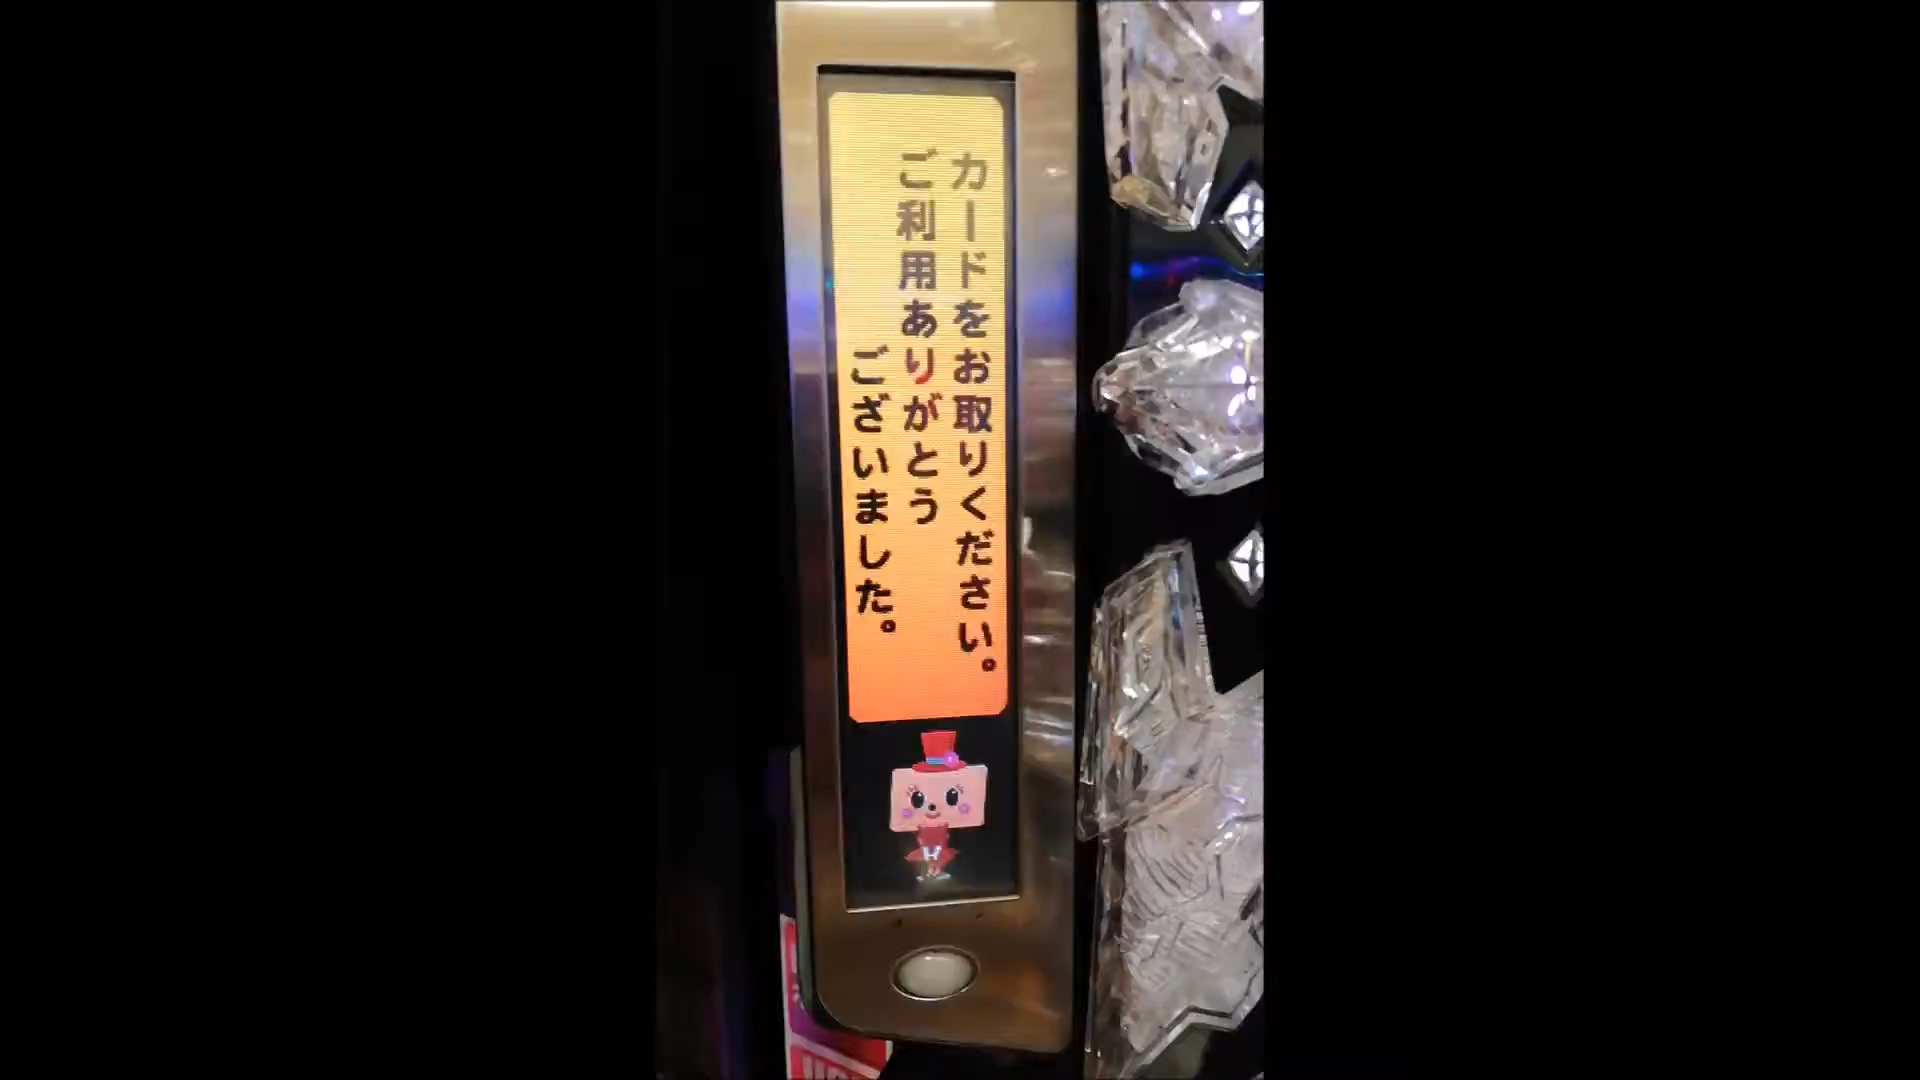 カードをお取りください。
ご利用ありがとう
ございました。